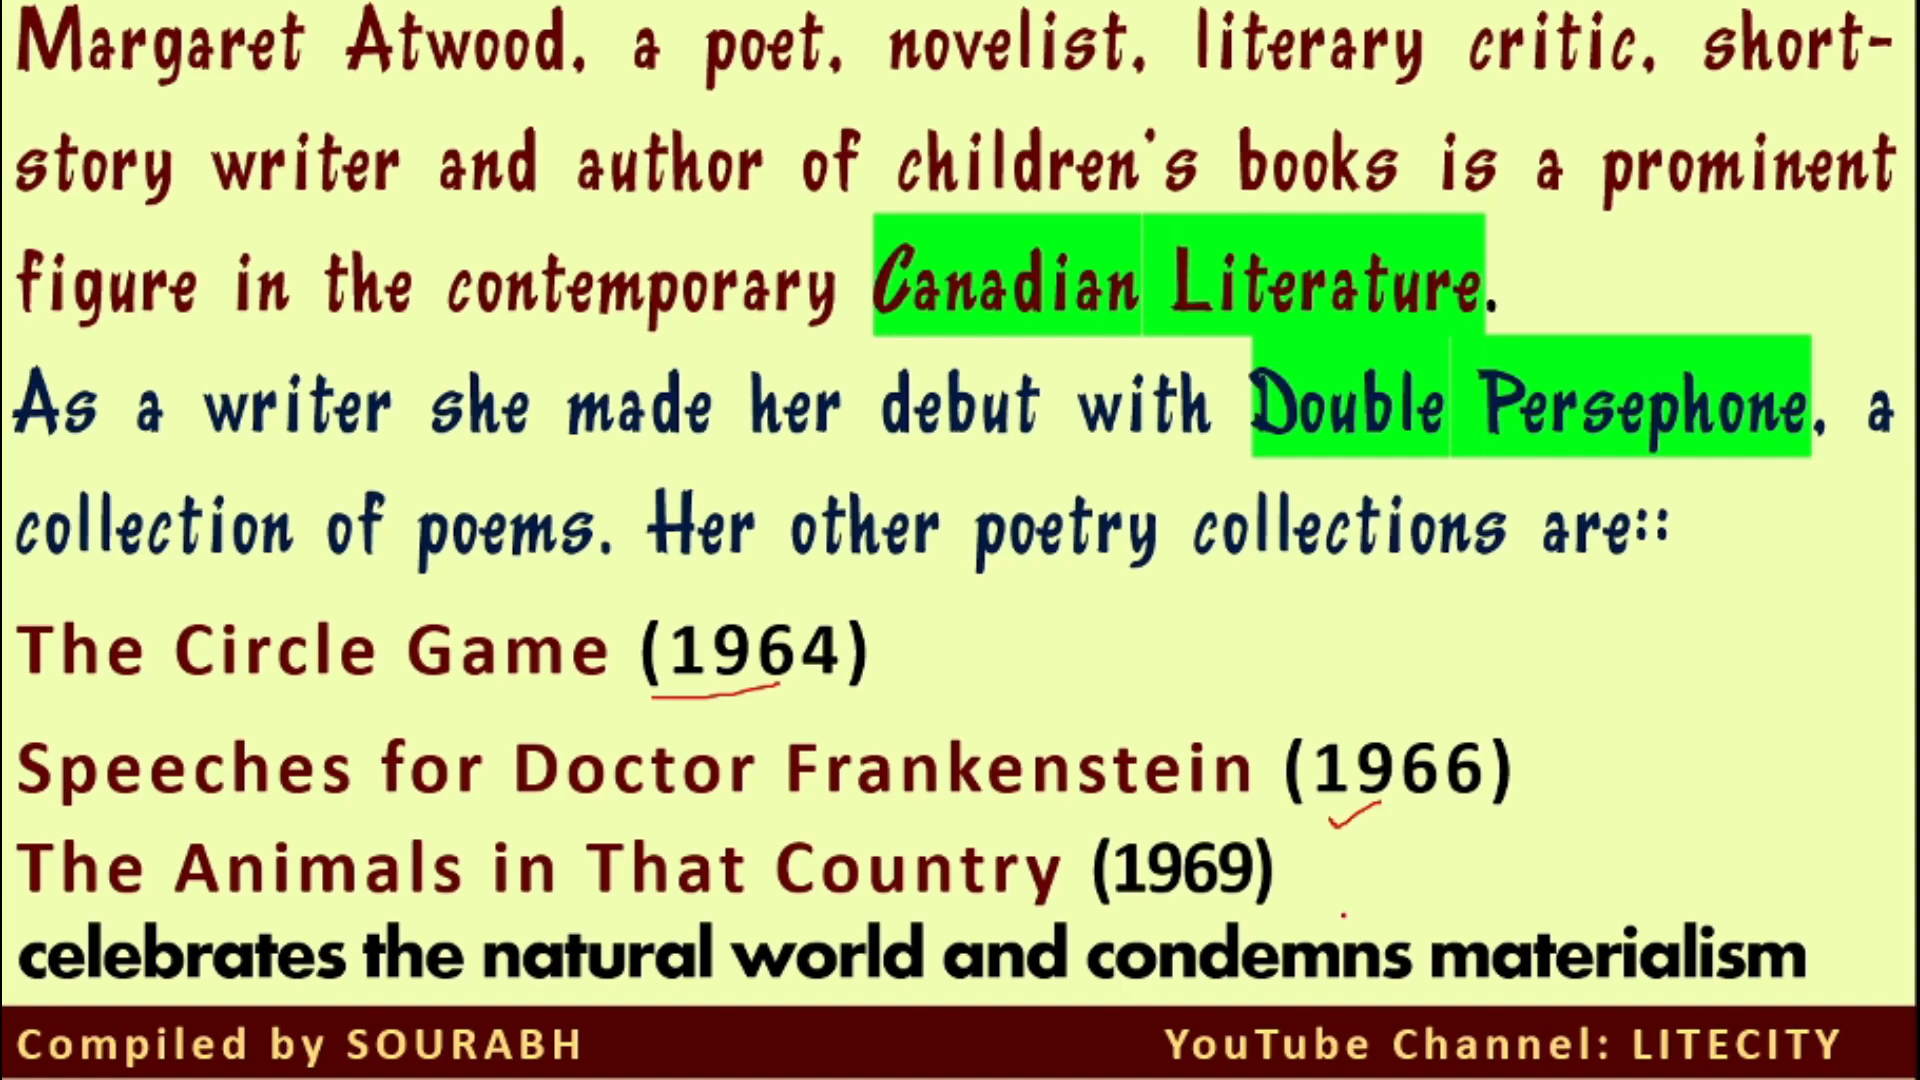 Margaret Atwood, a poet, novelist, literary critic, short-
story writer and author of children's books is a prominent
figure in the contemporary Canadian Literature.
As a writer she made her debut with Double Persephone, a
collection of poems. Her other poetry collections are::
The Circle Game (1964)
Speeches for Doctor Frankenstein (1966)
The Animals in That Country (1969)
celebrates the natural world and condemns materialism
Compiled by SOURABH YouTube Channel: LITECITY